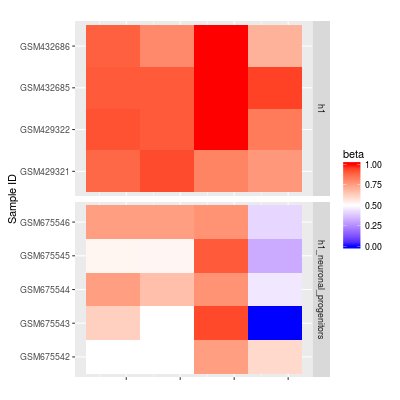 GSM432686
GSM432685
GSM429322
GSM429321
h1
GSM675546
GSM675545
GSM675544
GSM675543
GSM675542
h1_neuronal_progenitors
Sample ID
beta
1.00
0.75
0.50
0.25
0.00